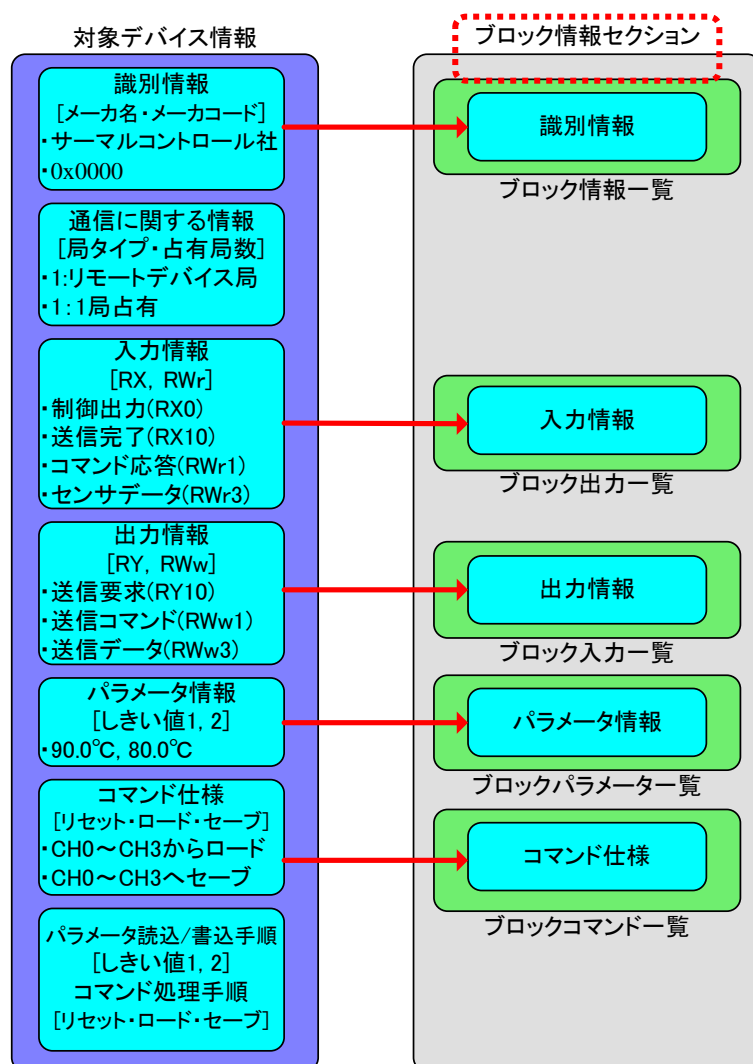 対象デバイス情報
識別情報
[メーカ名・メーカコード]
・サーマルコントロール社
・0x0000
通信に関する情報
[局タイプ・占有局数]
・1:リモートデバイス局
・1:1局占有
入力情報
[RX, RWr]
・制御出力(RX0)
・送信完了(RX10)
・コマンド応答(RWr1)
・センサデータ(RWr3)
出力情報
[RY, RWw]
・送信要求(RY10)
・送信コマンド(RWw1)
・送信データ(RWw3)
パラメータ情報
[しきい値1, 2]
・90.0℃, 80.0℃
コマンド仕様
[リセット・ロード・セーブ]
・CH0～CH3からロード
・CH0～CH3へセーブ
パラメータ読込/書込手順
[しきい値1, 2]
コマンド処理手順
[リセット・ロード・セーブ]
ブロック情報セクション
識別情報
ブロック情報一覧
入力情報
ブロック出力一覧
出力情報
ブロック入力一覧
パラメータ情報
ブロックパラメータ一覧
コマンド仕様
ブロックコマンド一覧